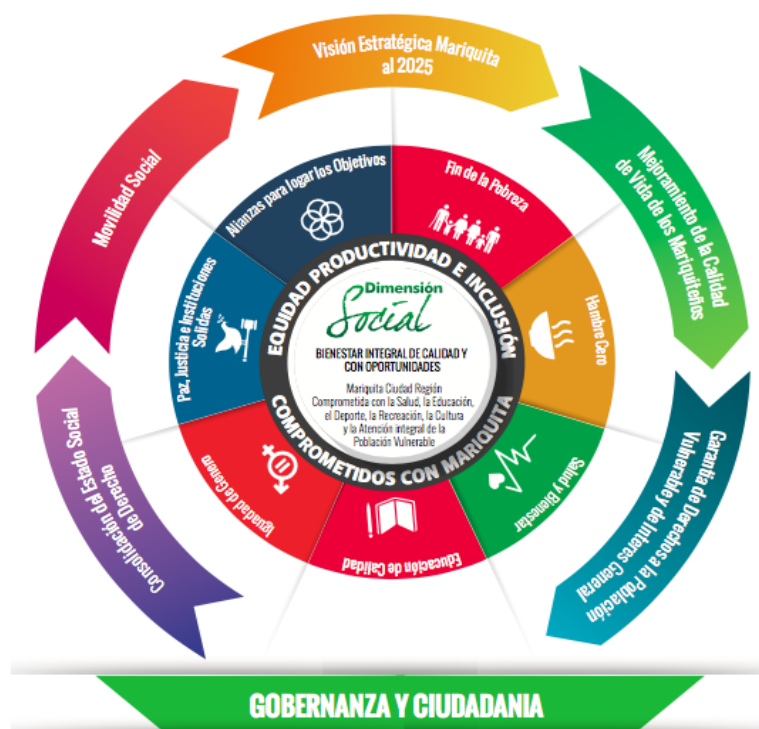 Visión Estratégica Mariquita
al 2025
Mejoramiento de la Calidad
de Vida de los Mariquiteños
Garantía de Derechos a la Población
Vulnerable y de Interes General
Consolidación del Estado Social
de Derecho
Movilidad Social
Alianzas para logar los Objetivos
Fin de la Pobreza
Hambre Cero
Salud y Bienestar
Educación de Calidad
Igualdad de Genero
Paz, Justicia e Instituciones
Solidas
EQUIDAD PRODUCTIVIDAD E INCLUSIÓN
COMPROMETIDOS CON MARIQUITA
Dimensión
Social
BIENESTAR INTEGRAL DE CALIDAD Y
CON OPORTUNIDADES
Mariquita Ciudad Región
Comprometida con la Salud, la Educación,
el Deporte, la Recreación, la Cultura
y la Atención integral de la
Población Vulnerable
GOBERNANZA Y CIUDADANIA